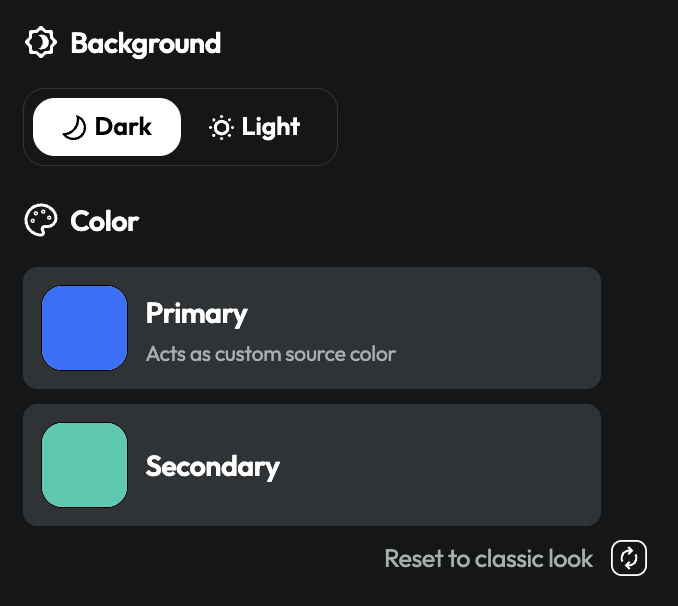 Background
Dark
Light
Color
Primary
Acts as custom source color
Secondary
Reset to classic look